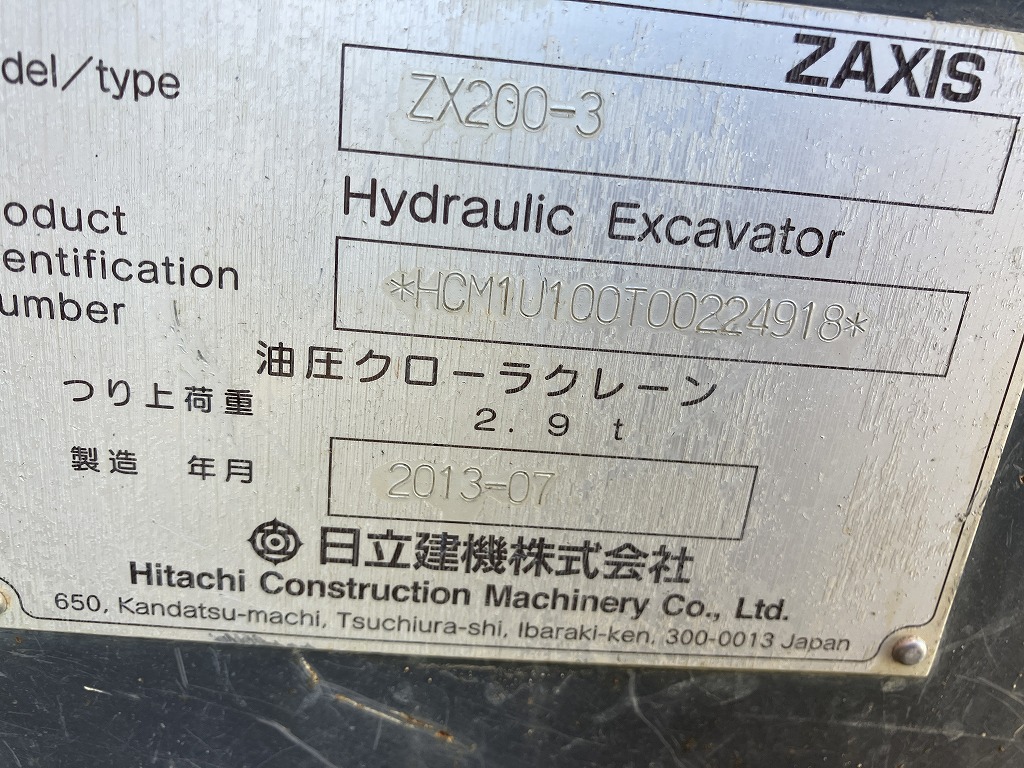 ZAXIS
del/type ZX200-3
Hydraulic Excavator
oduct
entification
umber
*HCM1U100T00224918*
油圧クローラクレーン
つり上荷重 2.9 t
製造 年月 2013-07
日立建機株式会社
Hitachi Construction Machinery Co., Ltd.
650, Kandatsu-machi, Tsuchiura-shi, Ibaraki-ken, 300-0013 Japan